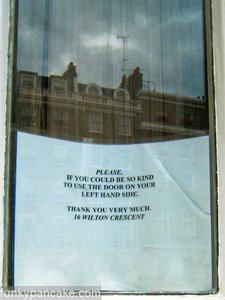 PLEASE,
IF YOU COULD BE SO KIND
TO USE THE DOOR ON YOUR
LEFT HAND SIDE.
THANK YOU VERY MUCH.
16 WILTON CRESCENT
funkypancake.com